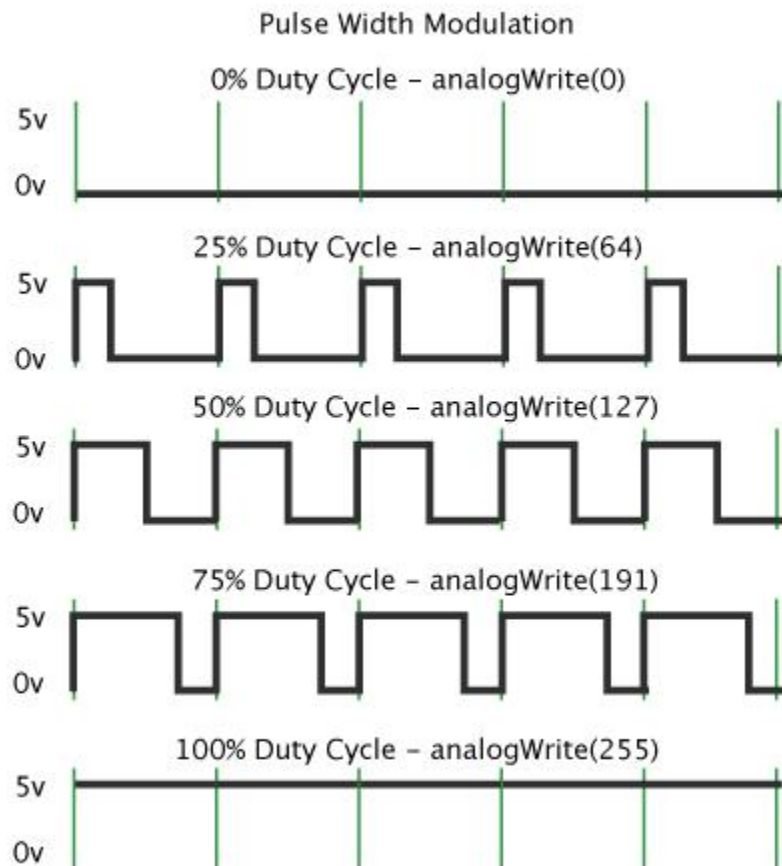 Pulse Width Modulation
0% Duty Cycle – analogWrite(0)
5v
0v
25% Duty Cycle – analogWrite(64)
5v
0v
50% Duty Cycle – analogWrite(127)
5v
0v
75% Duty Cycle – analogWrite(191)
5v
0v
100% Duty Cycle – analogWrite(255)
5v
0v